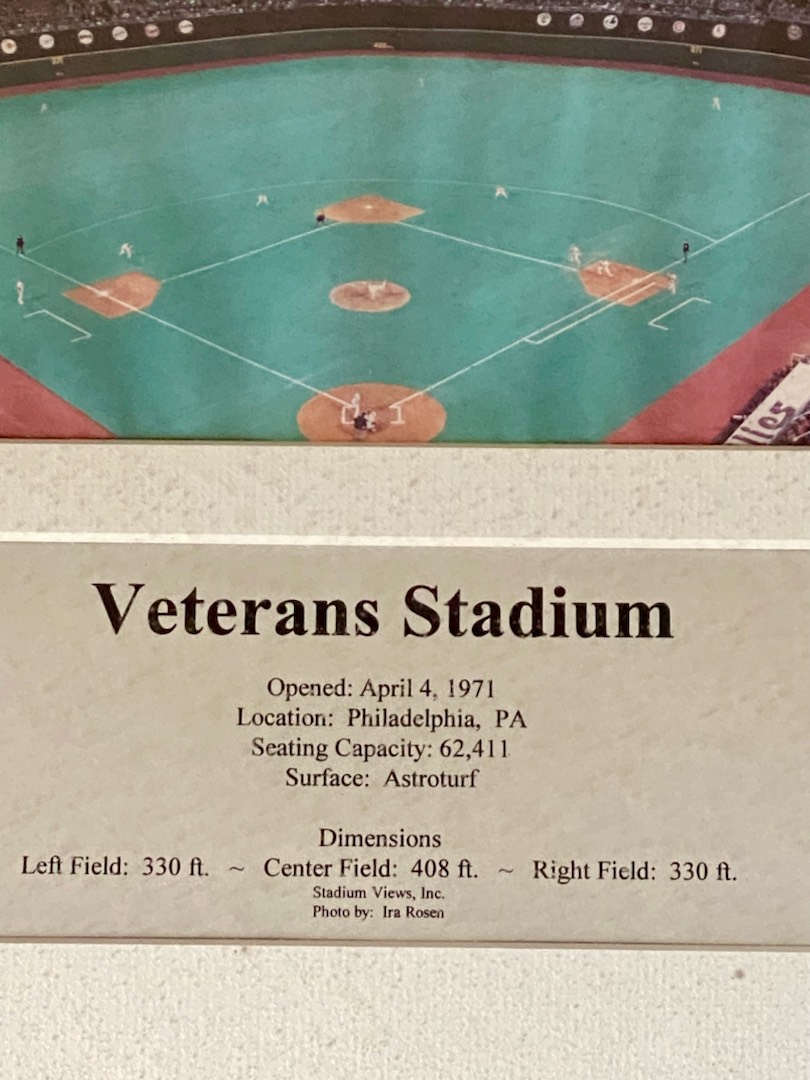 lles
Veterans Stadium
Opened: April 4, 1971
Location: Philadelphia, PA
Seating Capacity: 62,411
Surface: Astroturf
Dimensions
Left Field: 330 ft. ~ Center Field: 408 ft. ~ Right Field: 330 ft.
Stadium Views, Inc.
Photo by: Ira Rosen